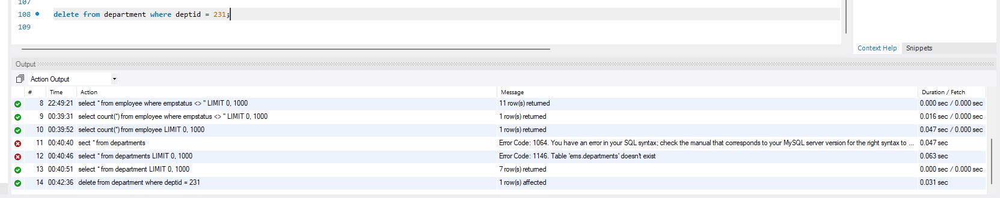 107
108 delete from department where deptid = 231;
109
Context Help Snippets
Output
Action Output
# Time Action Message Duration / Fetch
8 22:49:21 select * from employee where empstatus <> '' LIMIT 0, 1000 11 row(s) returned 0.000 sec / 0.000 sec
9 00:39:31 select count(*) from employee where empstatus <> '' LIMIT 0, 1000 1 row(s) returned 0.016 sec / 0.000 sec
10 00:39:52 select count(*) from employee LIMIT 0, 1000 1 row(s) returned 0.047 sec / 0.000 sec
11 00:40:40 sect * from departments Error Code: 1064. You have an error in your SQL syntax; check the manual that corresponds to your MySQL server version for the right syntax to ... 0.047 sec
12 00:40:46 select * from departments LIMIT 0, 1000 Error Code: 1146. Table 'ems.departments' doesn't exist 0.063 sec
13 00:40:51 select * from department LIMIT 0, 1000 7 row(s) returned 0.000 sec / 0.000 sec
14 00:42:36 delete from department where deptid = 231 1 row(s) affected 0.031 sec